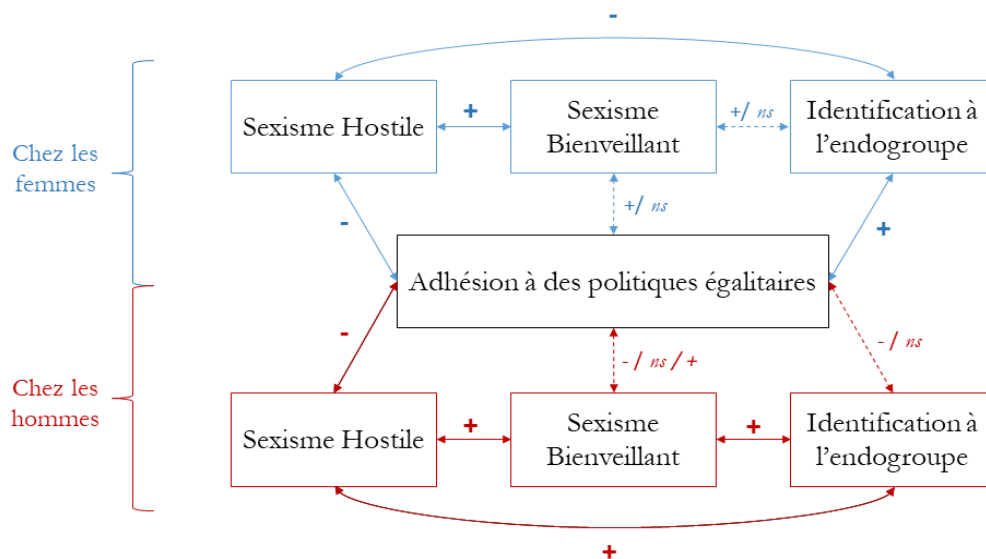 -
Sexisme Hostile
+
Sexisme
Bienveillant
+/ ns
Identification à
l'endogroupe
Chez les
femmes
-
+/ ns
+
Adhésion à des politiques égalitaires
-
- / ns / +
- / ns
Chez les
hommes
Sexisme Hostile
+
Sexisme
Bienveillant
+
Identification à
l'endogroupe
+